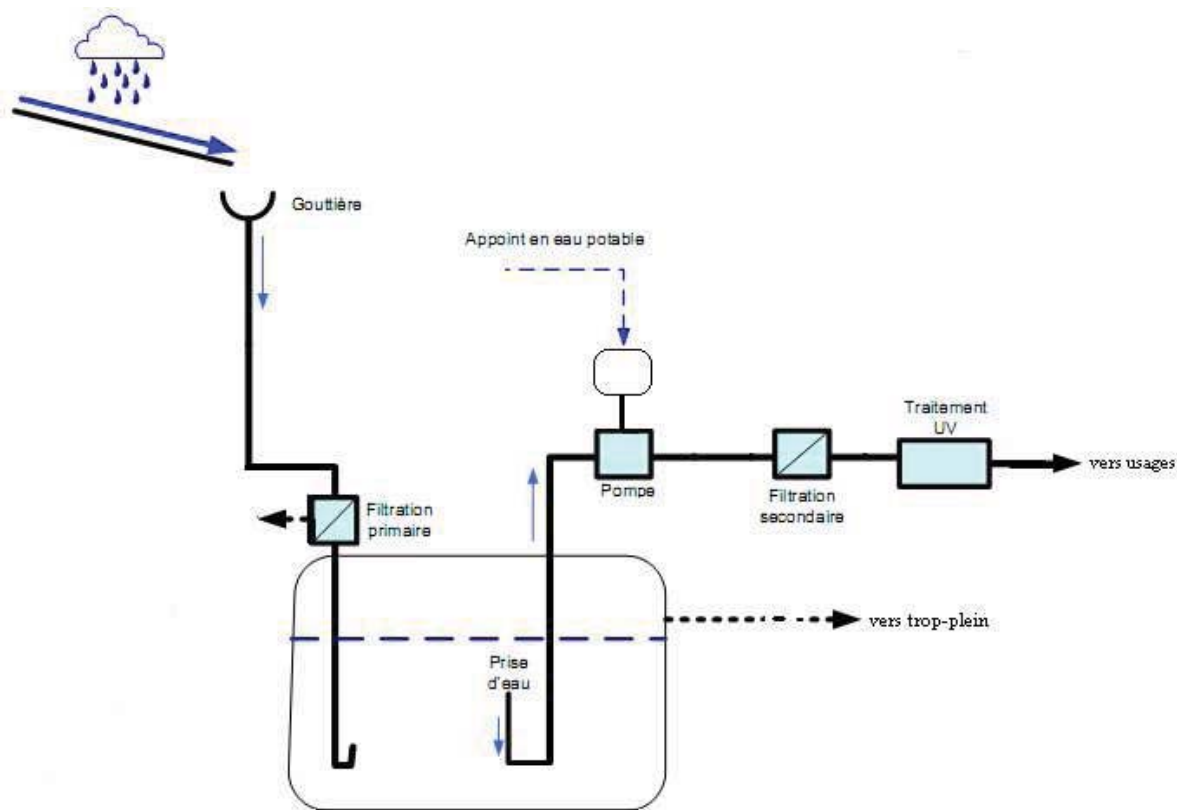 Gouttière
Appoint en eau potable
Traitement
UV
vers usages
Pompe
Filtration
secondaire
Filtration
primaire
vers trop-plein
Prise
d'eau